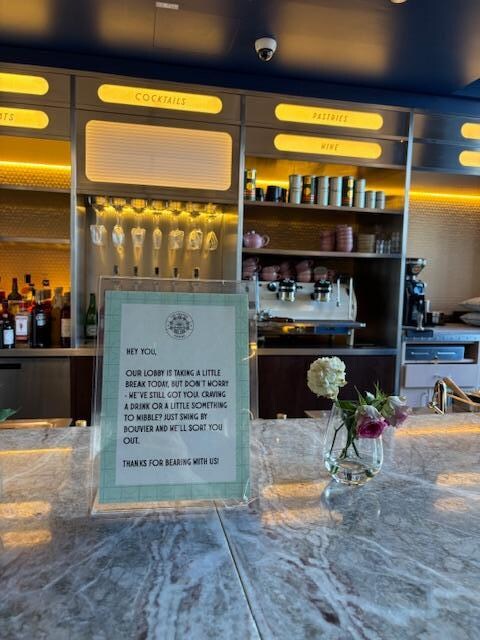 COCKTAILS
PASTRIES
WINE
HEY YOU,
OUR LOBBY IS TAKING A LITTLE
BREAK TODAY, BUT DON'T WORRY
- WE'VE STILL GOT YOU. CRAVING
A DRINK OR A LITTLE SOMETHING
TO NIBBLE? JUST SWING BY
BOUVIER AND WE'LL SORT YOU
OUT.
THANKS FOR BEARING WITH US!